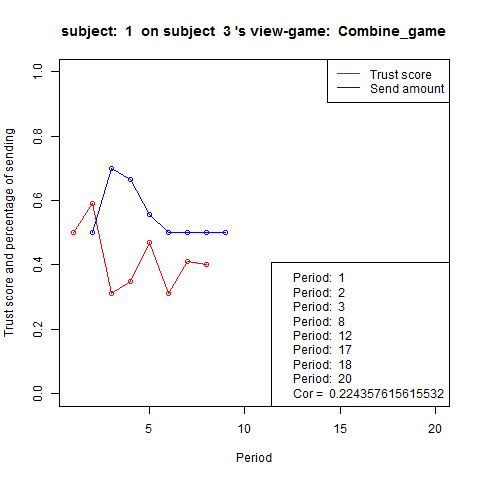 subject:  1  on subject  3 's view-game:  Combine_game
Trust score
Send amount
Trust score and percentage of sending
1.0
0.8
0.6
0.4
0.2
0.0
Period:  1
Period:  2
Period:  3
Period:  8
Period:  12
Period:  17
Period:  18
Period:  20
Cor =  0.224357615615532
5 10 15 20
Period